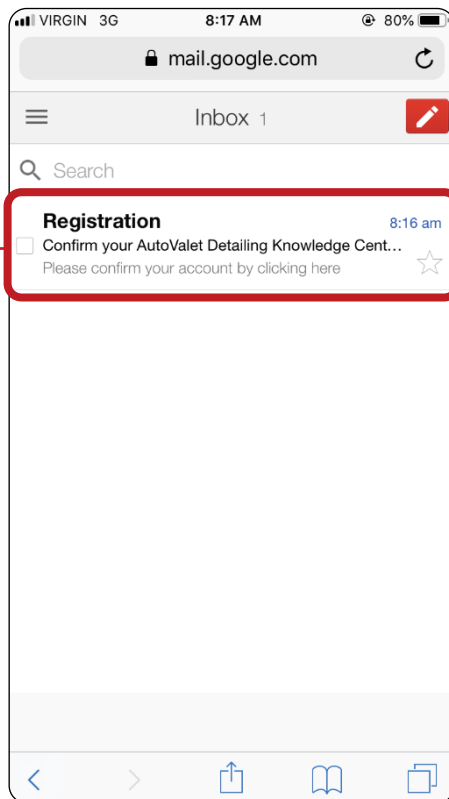 VIRGIN 3G 8:17 AM 80%
mail.google.com
Inbox 1
Search
Registration 8:16 am
Confirm your AutoValet Detailing Knowledge Cent...
Please confirm your account by clicking here